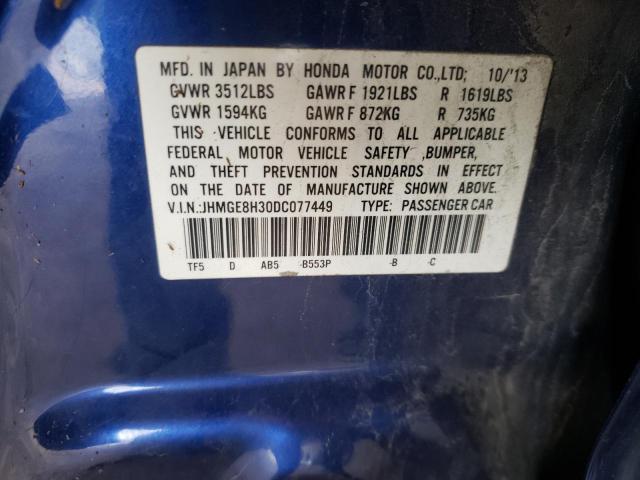 MFD. IN JAPAN BY HONDA MOTOR CO.,LTD; 10/'13
GVWR 3512LBS GAWR F 1921LBS R 1619LBS
GVWR 1594KG GAWR F 872KG R 735KG
THIS VEHICLE CONFORMS TO ALL APPLICABLE
FEDERAL MOTOR VEHICLE SAFETY ,BUMPER,
AND THEFT PREVENTION STANDARDS IN EFFECT
ON THE DATE OF MANUFACTURE SHOWN ABOVE.
V.I.N.:JHMGE8H30DC077449 TYPE: PASSENGER CAR
TF5 D AB5 -B553P -B -C